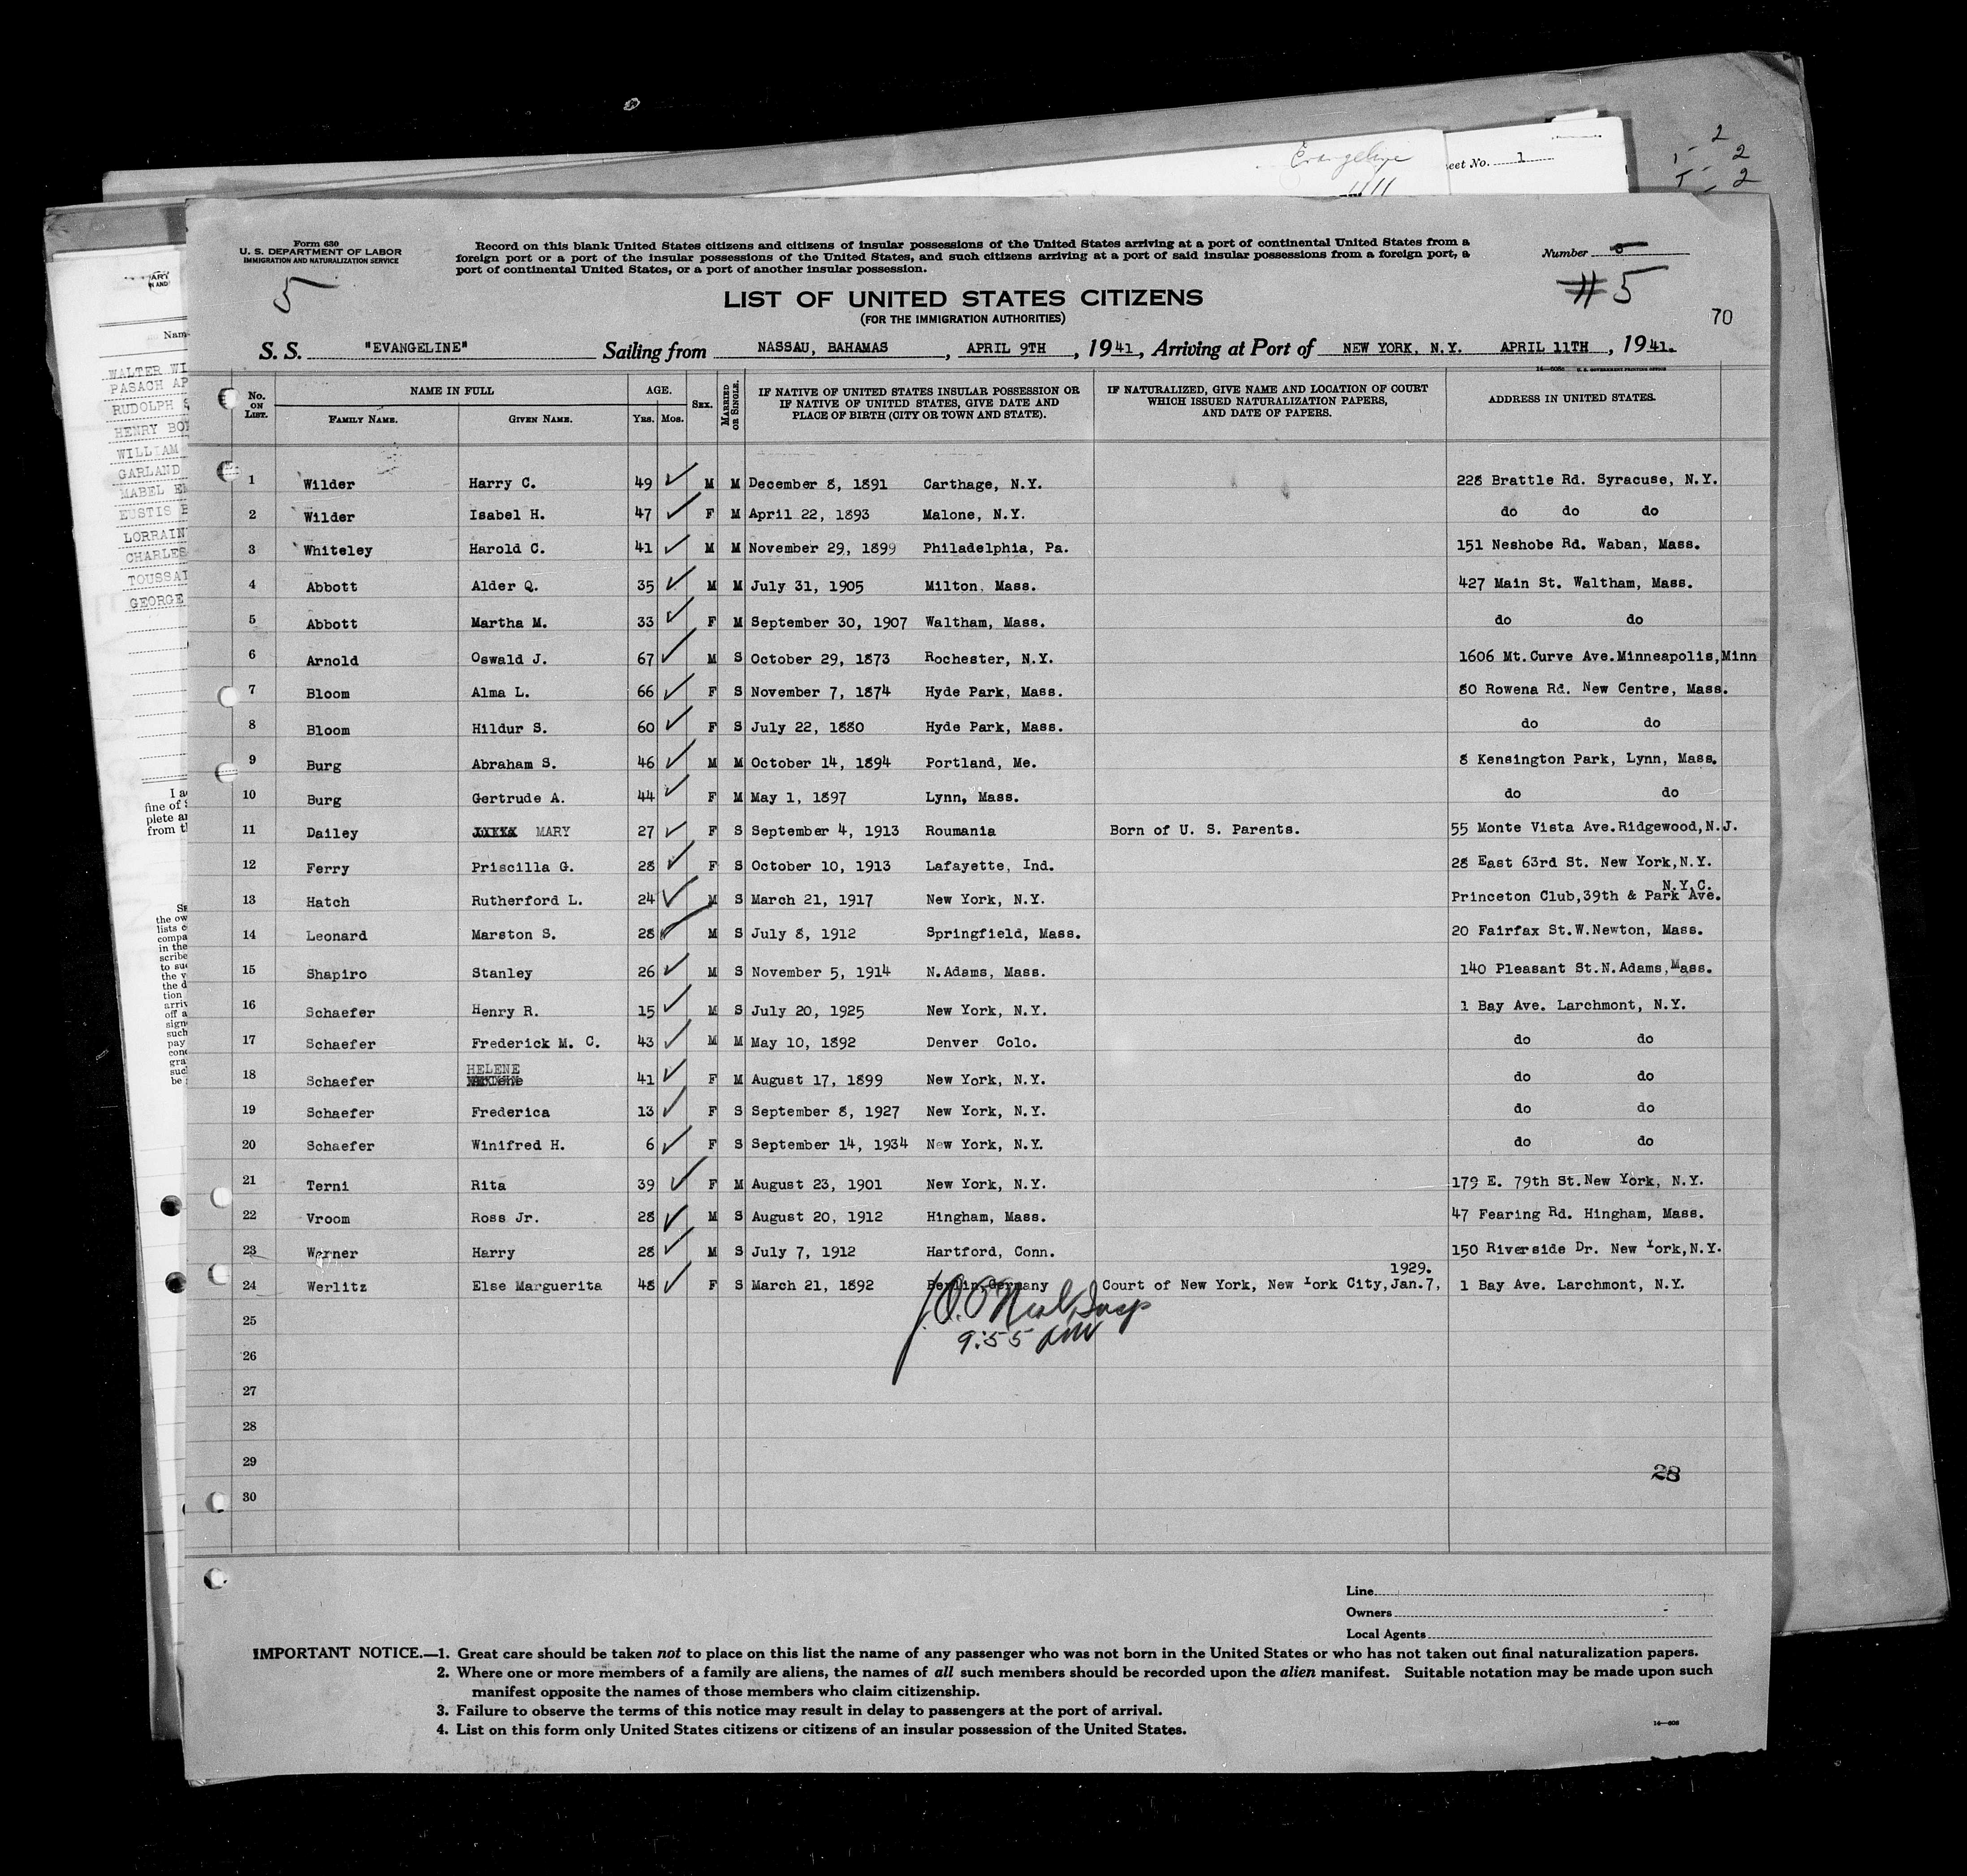 Evangeline
eet No. 1
1111
2
2
2
Form 630
U. S. DEPARTMENT OF LABOR
IMMIGRATION AND NATURALIZATION SERVICE
5
Record on this blank United States citizens and citizens of insular possessions of the United States arriving at a port of continental United States from a
foreign port or a port of the insular possessions of the United States, and such citizens arriving at a port of said insular possessions from a foreign port, a
port of continental United States, or a port of another insular possession.
Number 5
#5
70
LIST OF UNITED STATES CITIZENS
(FOR THE IMMIGRATION AUTHORITIES)
S. S. "EVANGELINE" Sailing from NASSAU, BAHAMAS, APRIL 9TH, 1941, Arriving at Port of NEW YORK, N.Y. APRIL 11TH, 1941.
No. ON LIST. NAME IN FULL FAMILY NAME. GIVEN NAME. AGE. YRS. MOS. SEX. MARRIED OR SINGLE. IF NATIVE OF UNITED STATES INSULAR POSSESSION OR IF NATIVE OF UNITED STATES, GIVE DATE AND PLACE OF BIRTH (CITY OR TOWN AND STATE). IF NATURALIZED, GIVE NAME AND LOCATION OF COURT WHICH ISSUED NATURALIZATION PAPERS, AND DATE OF PAPERS. ADDRESS IN UNITED STATES.
1 Wilder Harry C. 49 M M December 8, 1891 Carthage, N.Y. 228 Brattle Rd. Syracuse, N.Y.
2 Wilder Isabel H. 47 F M April 22, 1893 Malone, N.Y. do do do
3 Whiteley Harold C. 41 M M November 29, 1899 Philadelphia, Pa. 151 Neshobe Rd. Waban, Mass.
4 Abbott Alder Q. 35 M M July 31, 1905 Milton, Mass. 427 Main St. Waltham, Mass.
5 Abbott Martha M. 33 F M September 30, 1907 Waltham, Mass. do do
6 Arnold Oswald J. 67 M S October 29, 1873 Rochester, N.Y. 1606 Mt.Curve Ave.Minneapolis,Minn
7 Bloom Alma L. 66 F S November 7, 1874 Hyde Park, Mass. 80 Rowena Rd. New Centre, Mass.
8 Bloom Hildur S. 60 F S July 22, 1880 Hyde Park, Mass. do do
9 Burg Abraham S. 46 M M October 14, 1894 Portland, Me. 8 Kensington Park, Lynn, Mass.
10 Burg Gertrude A. 44 F M May 1, 1897 Lynn, Mass. do do
11 Dailey MARY 27 F S September 4, 1913 Roumania Born of U. S. Parents. 55 Monte Vista Ave.Ridgewood,N.J.
12 Ferry Priscilla G. 28 F S October 10, 1913 Lafayette, Ind. 28 East 63rd St. New York,N.Y.
N.Y.C.
13 Hatch Rutherford L. 24 M S March 21, 1917 New York, N.Y. Princeton Club,39th & Park Ave.
14 Leonard Marston S. 28 M S July 8, 1912 Springfield, Mass. 20 Fairfax St.W.Newton, Mass.
15 Shapiro Stanley 26 M S November 5, 1914 N.Adams, Mass. 140 Pleasant St.N.Adams,Mass.
16 Schaefer Henry R. 15 M S July 20, 1925 New York, N.Y. 1 Bay Ave. Larchmont, N.Y.
17 Schaefer Frederick M. C. 43 M M May 10, 1892 Denver Colo. do do
18 Schaefer HELENE 41 F M August 17, 1899 New York, N.Y. do do
19 Schaefer Frederica 13 F S September 8, 1927 New York, N.Y. do do
20 Schaefer Winifred H. 6 F S September 14, 1934 New York, N.Y. do do
21 Terni Rita 39 F M August 23, 1901 New York, N.Y. 179 E. 79th St.New York, N.Y.
22 Vroom Ross Jr. 28 M S August 20, 1912 Hingham, Mass. 47 Fearing Rd. Hingham, Mass.
23 Werner Harry 28 M S July 7, 1912 Hartford, Conn. 150 Riverside Dr. New York,N.Y.
1929.
24 Werlitz Else Marguerita 48 F S March 21, 1892 Berlin,Germany Court of New York, New York City,Jan.7, 1 Bay Ave. Larchmont, N.Y.
25
9:55 AM
26
27
28
29
28
30
Line
Owners
Local Agents
IMPORTANT NOTICE.—1. Great care should be taken not to place on this list the name of any passenger who was not born in the United States or who has not taken out final naturalization papers.
2. Where one or more members of a family are aliens, the names of all such members should be recorded upon the alien manifest. Suitable notation may be made upon such
manifest opposite the names of those members who claim citizenship.
3. Failure to observe the terms of this notice may result in delay to passengers at the port of arrival.
4. List on this form only United States citizens or citizens of an insular possession of the United States.
WALTER WI
PASACH AP
RUDOLPH
HENRY BO
WILLIAM
GARLAND
MABEL E
EUSTIS B
LORRAIN
CHARLES
TOUSSAI
GEORGE